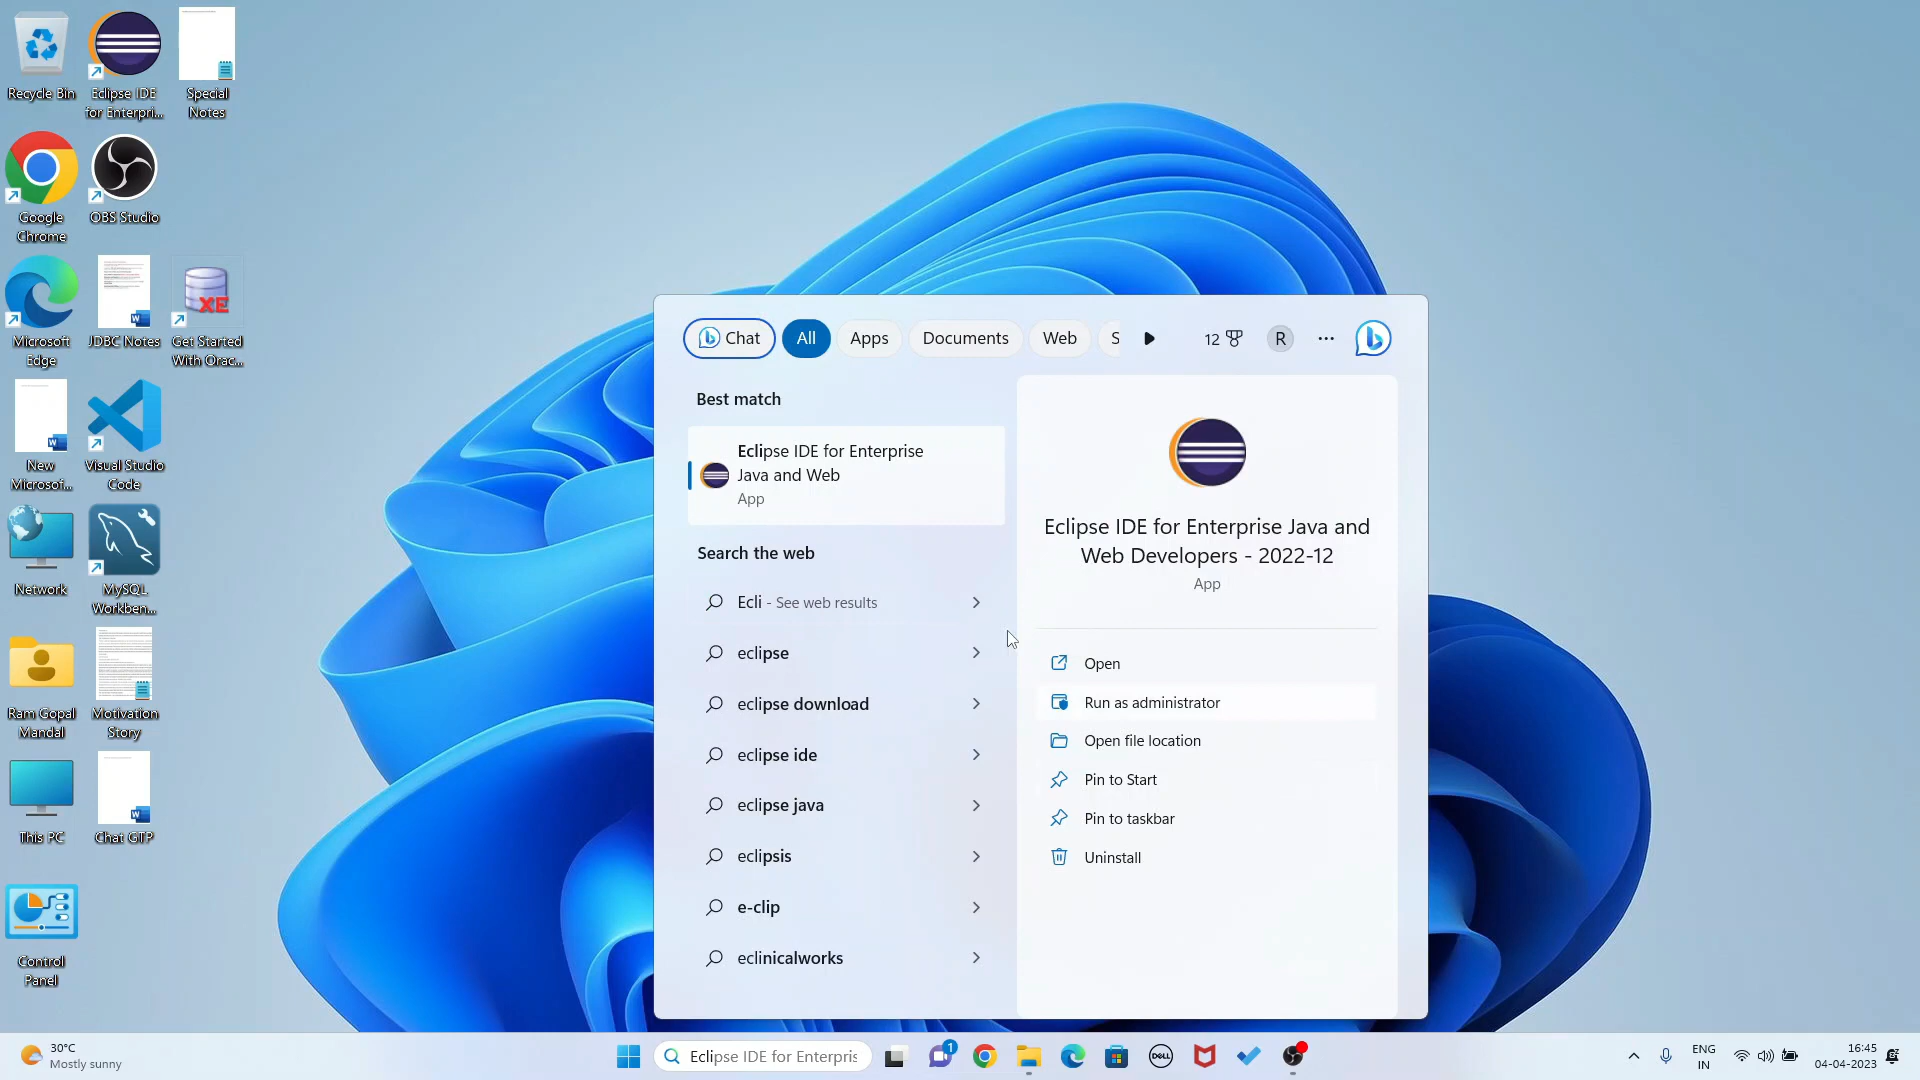 Recycle Bin
Eclipse IDE
for Enterpri...
Special
Notes
Google
Chrome
OBS Studio
Microsoft
Edge
JDBC Notes
XE
Get Started
With Orac...
New
Microsof...
Visual Studio
Code
Network
MySQL
Workben...
Ram Gopal
Mandal
Motivation
Story
This PC
Chat GTP
Control
Panel
Chat
All
Apps
Documents
Web
S
12
R
Best match
Eclipse IDE for Enterprise
Java and Web
App
Search the web
Ecli - See web results
eclipse
eclipse download
eclipse ide
eclipse java
eclipsis
e-clip
eclinicalworks
Eclipse IDE for Enterprise Java and
Web Developers - 2022-12
App
Open
Run as administrator
Open file location
Pin to Start
Pin to taskbar
Uninstall
30°C
Mostly sunny
Eclipse IDE for Enterpris
1
DELL
ENG
IN
16:45
04-04-2023